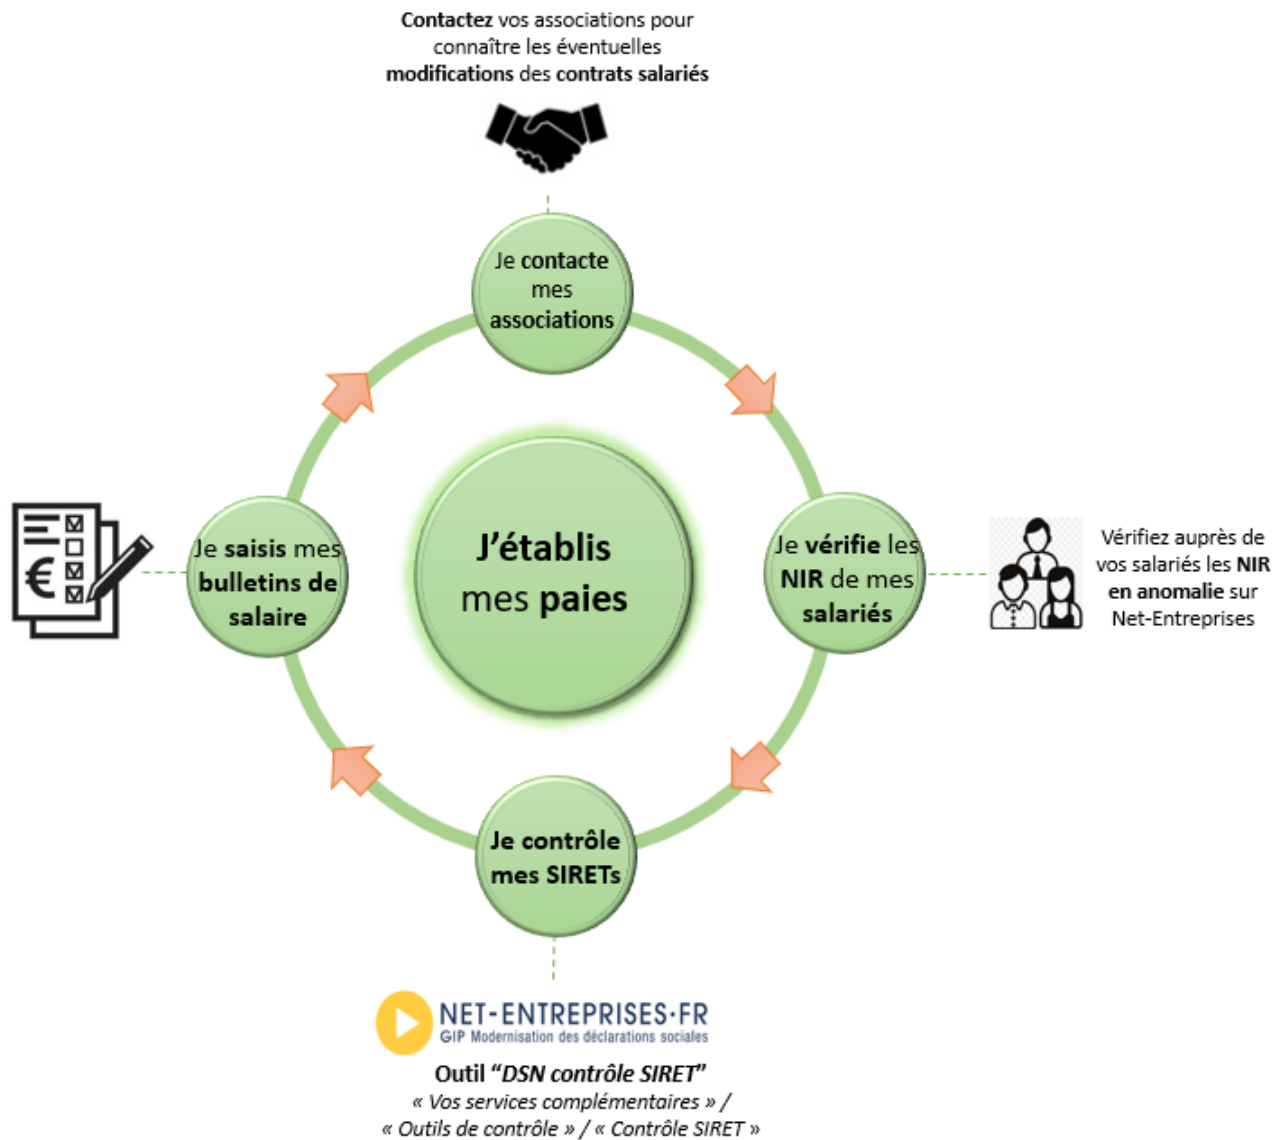 Contactez vos associations pour
connaître les éventuelles
modifications des contrats salariés
Je contacte
mes
associations
J'établis
mes paies
Je vérifie les
NIR de mes
salariés
Vérifiez auprès de
vos salariés les NIR
en anomalie sur
Net-Entreprises
Je contrôle
mes SIRETs
NET-ENTREPRISES·FR
GIP Modernisation des déclarations sociales
Outil "DSN contrôle SIRET"
« Vos services complémentaires » /
« Outils de contrôle » / « Contrôle SIRET »
Je saisis mes
bulletins de
salaire
€